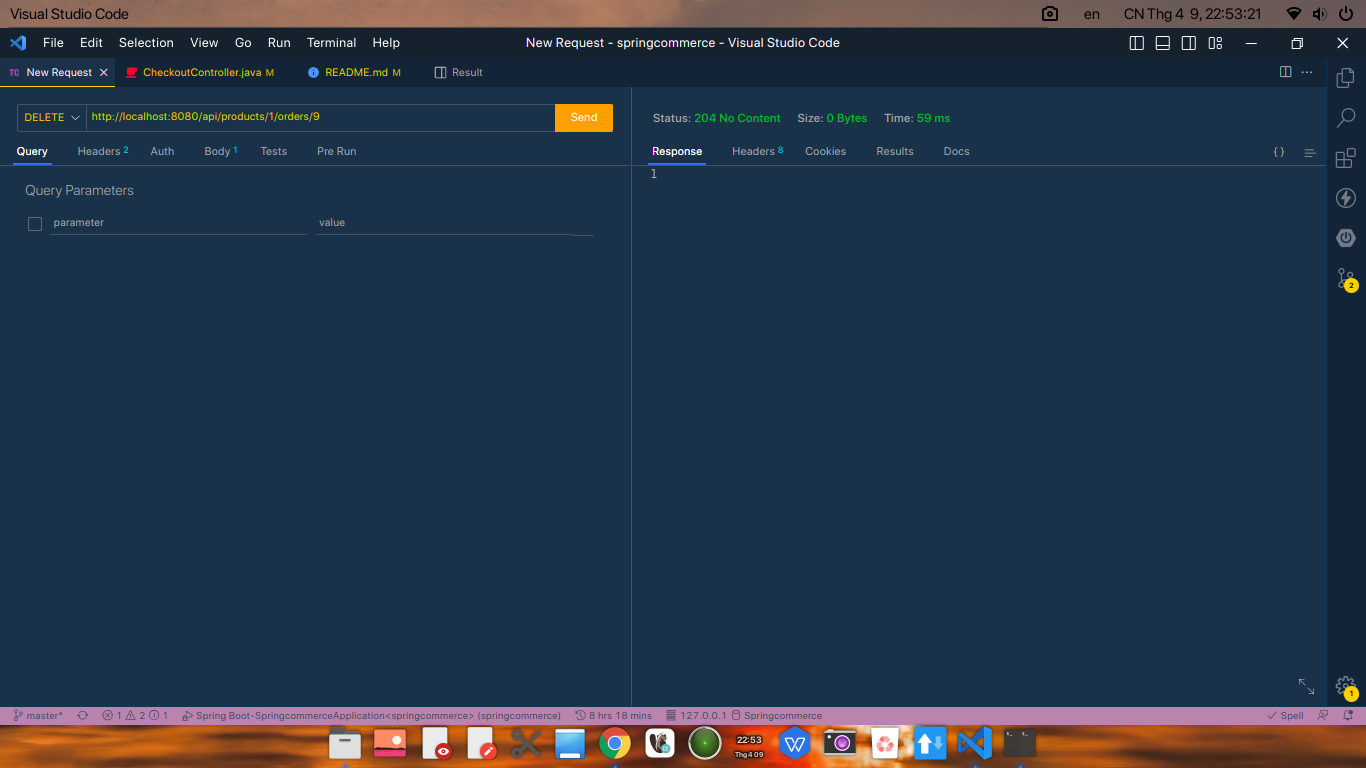 Visual Studio Code en CN Thg 4 9, 22:53:21
File Edit Selection View Go Run Terminal Help New Request - springcommerce - Visual Studio Code
TC New Request CheckoutController.java M README.md M Result
DELETE http://localhost:8080/api/products/1/orders/9 Send
Status: 204 No Content Size: 0 Bytes Time: 59 ms
Query Headers 2 Auth Body 1 Tests Pre Run
Response Headers 8 Cookies Results Docs { }
1
Query Parameters
parameter value
2
1
master* 1 2 1 Spring Boot-SpringcommerceApplication<springcommerce> (springcommerce) 8 hrs 18 mins 127.0.0.1 Springcommerce Spell
22:53
Thg4 09